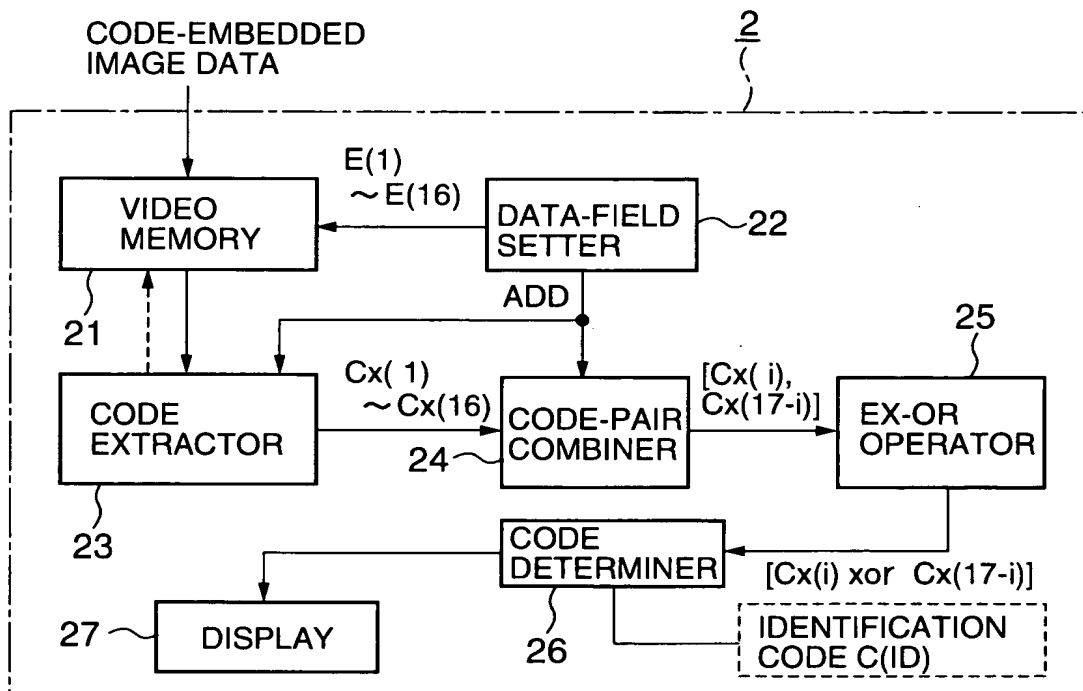 CODE-EMBEDDED
IMAGE DATA
2
E(1)
~E(16)
VIDEO
MEMORY
DATA-FIELD
SETTER
22
21
ADD
25
Cx( 1)
~Cx(16)
[Cx( i),
Cx(17-i)]
CODE
EXTRACTOR
CODE-PAIR
COMBINER
EX-OR
OPERATOR
24
23
CODE
DETERMINER
[Cx(i) xor Cx(17-i)]
27
DISPLAY
26
IDENTIFICATION
CODE C(ID)